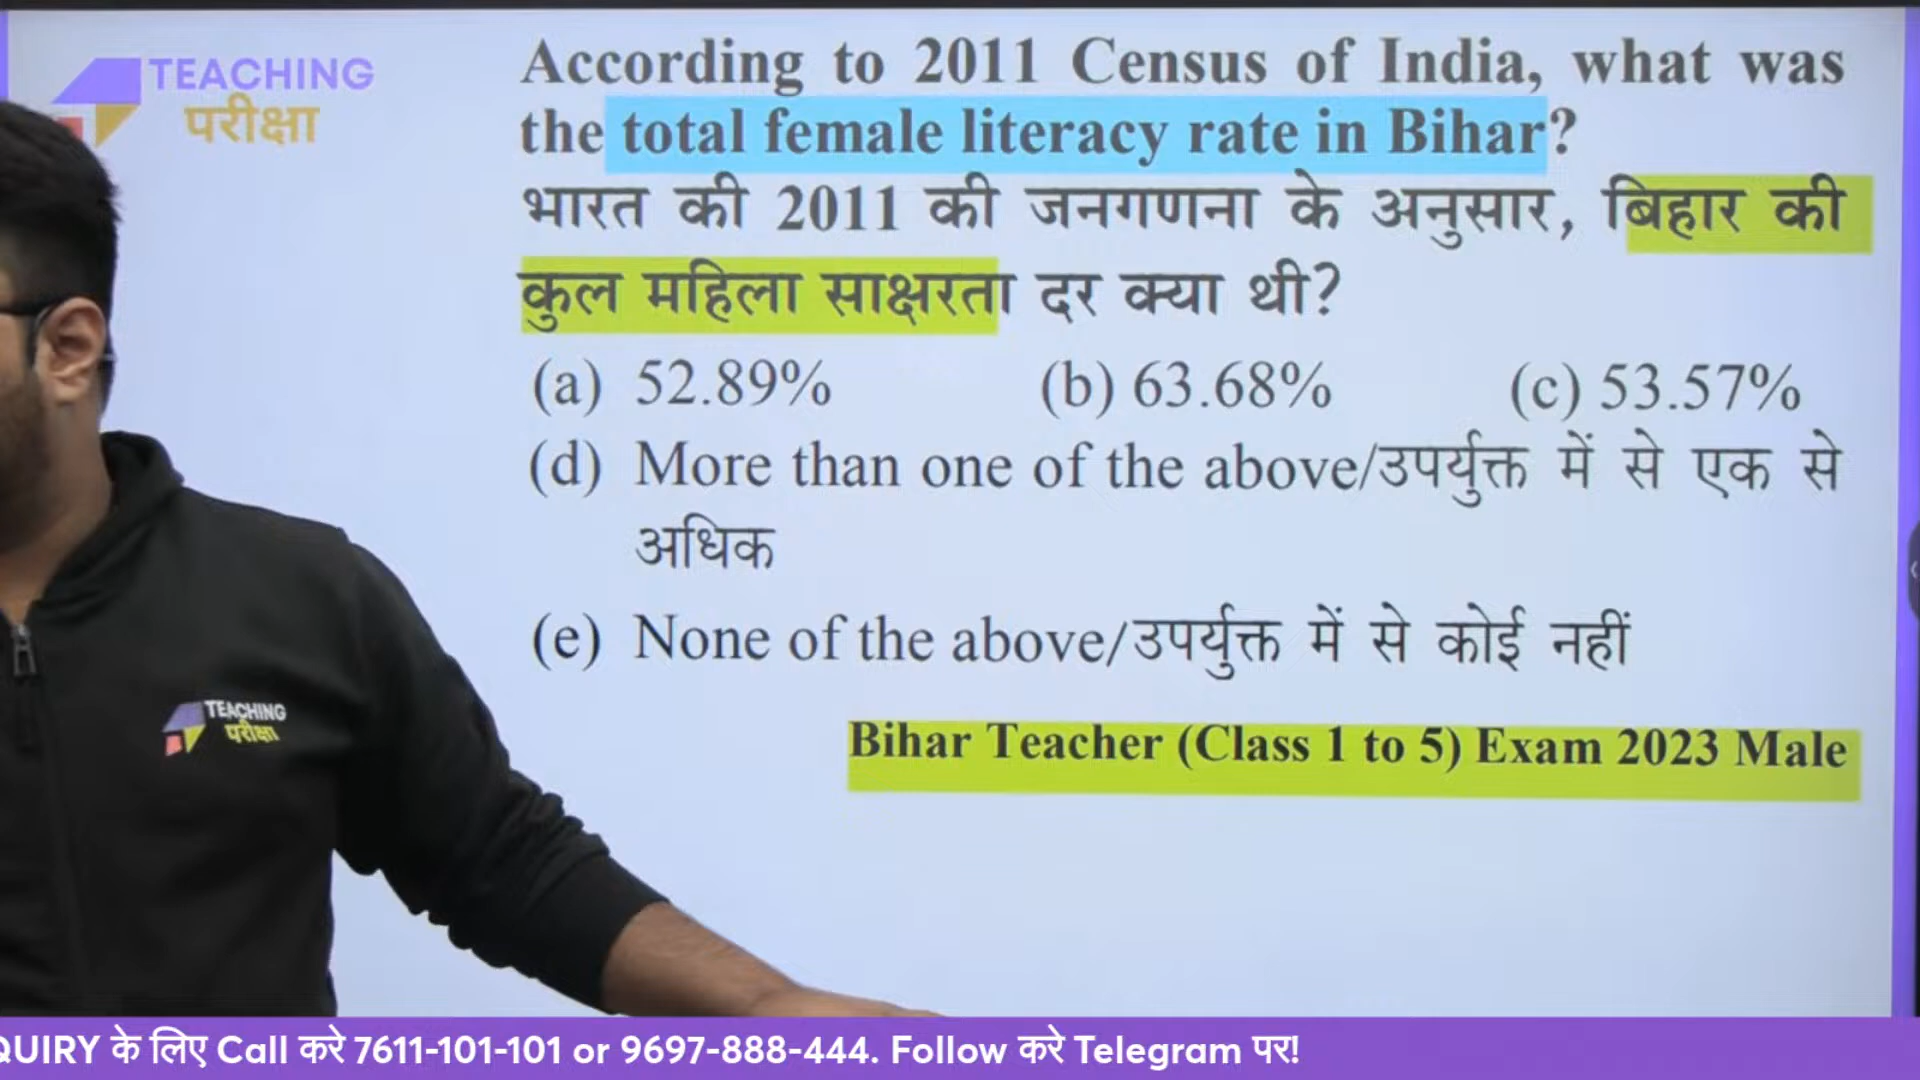 TEACHING
परीक्षा
According to 2011 Census of India, what was
the total female literacy rate in Bihar?
भारत की 2011 की जनगणना के अनुसार, बिहार की
कुल महिला साक्षरता दर क्या थी?
(a) 52.89% (b) 63.68% (c) 53.57%
(d) More than one of the above/उपर्युक्त में से एक से
अधिक
(e) None of the above/उपर्युक्त में से कोई नहीं
Bihar Teacher (Class 1 to 5) Exam 2023 Male
TEACHING
परीक्षा
QUIRY के लिए Call करे 7611-101-101 or 9697-888-444. Follow करे Telegram पर!